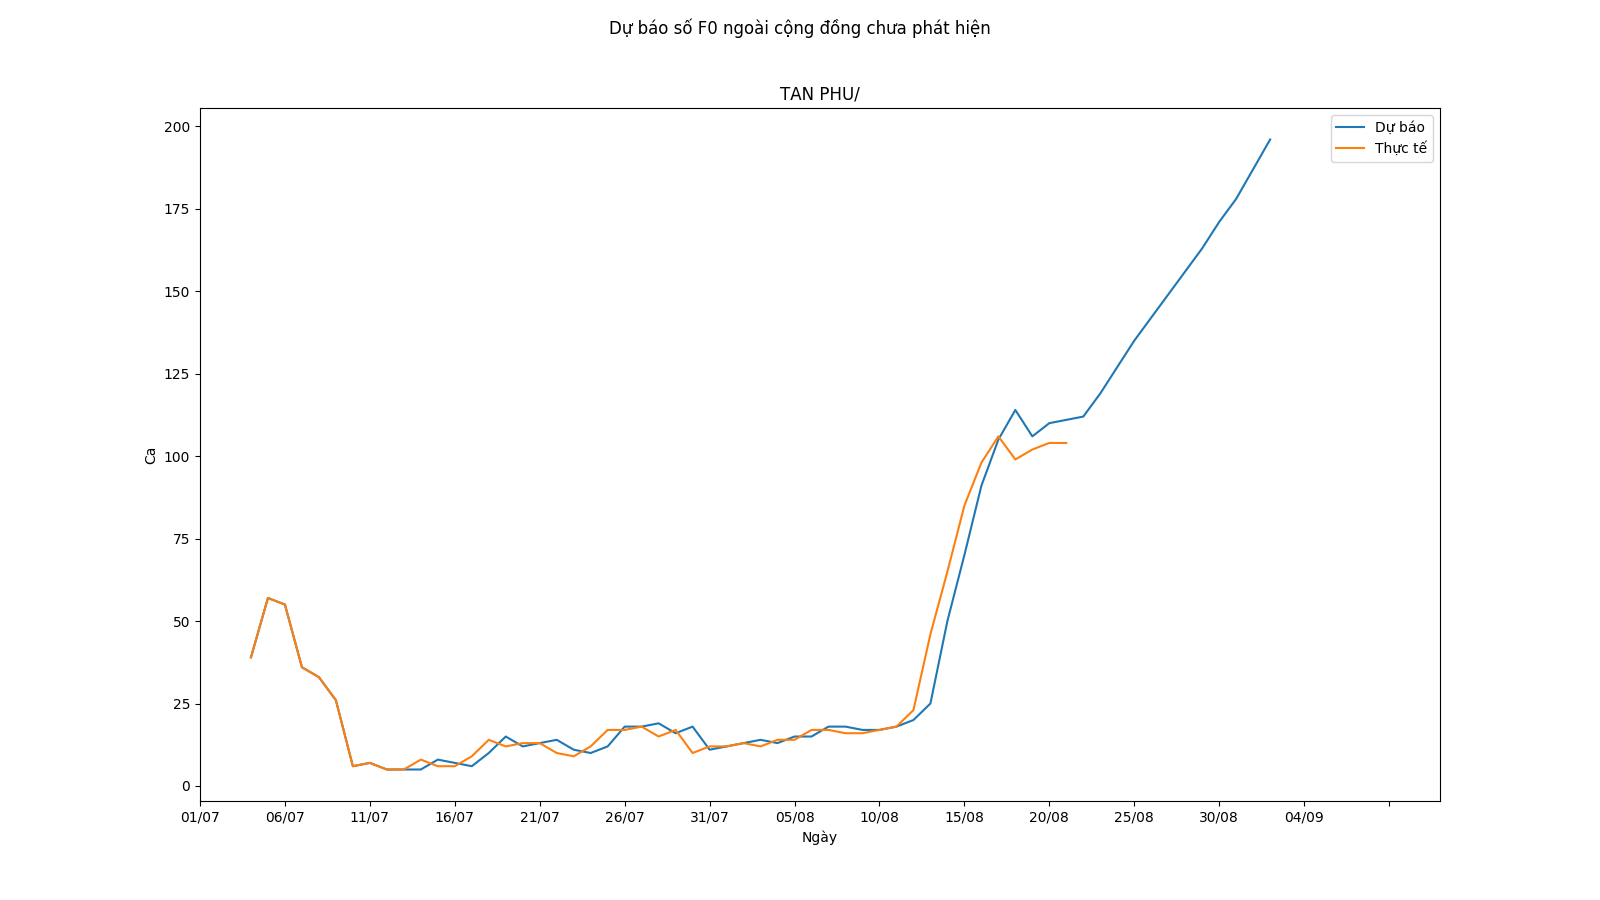 Dự báo số F0 ngoài cộng đồng chưa phát hiện
TAN PHU/
Dự báo
Thực tế
200
175
150
125
100
75
50
25
0
Ca
01/07 06/07 11/07 16/07 21/07 26/07 31/07 05/08 10/08 15/08 20/08 25/08 30/08 04/09
Ngày